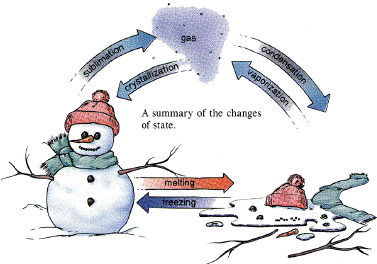 gas
sublimation
crystallization
condensation
vaporization
A summary of the changes
of state.
melting
freezing